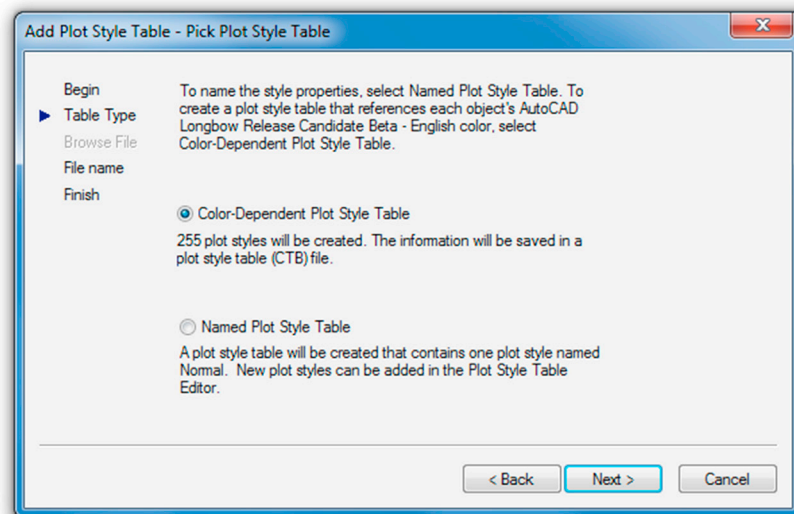 Add Plot Style Table - Pick Plot Style Table
Begin
Table Type
Browse File
File name
Finish
To name the style properties, select Named Plot Style Table. To
create a plot style table that references each object's AutoCAD
Longbow Release Candidate Beta - English color, select
Color-Dependent Plot Style Table.
Color-Dependent Plot Style Table
255 plot styles will be created. The information will be saved in a
plot style table (CTB) file.
Named Plot Style Table
A plot style table will be created that contains one plot style named
Normal. New plot styles can be added in the Plot Style Table
Editor.
< Back
Next >
Cancel